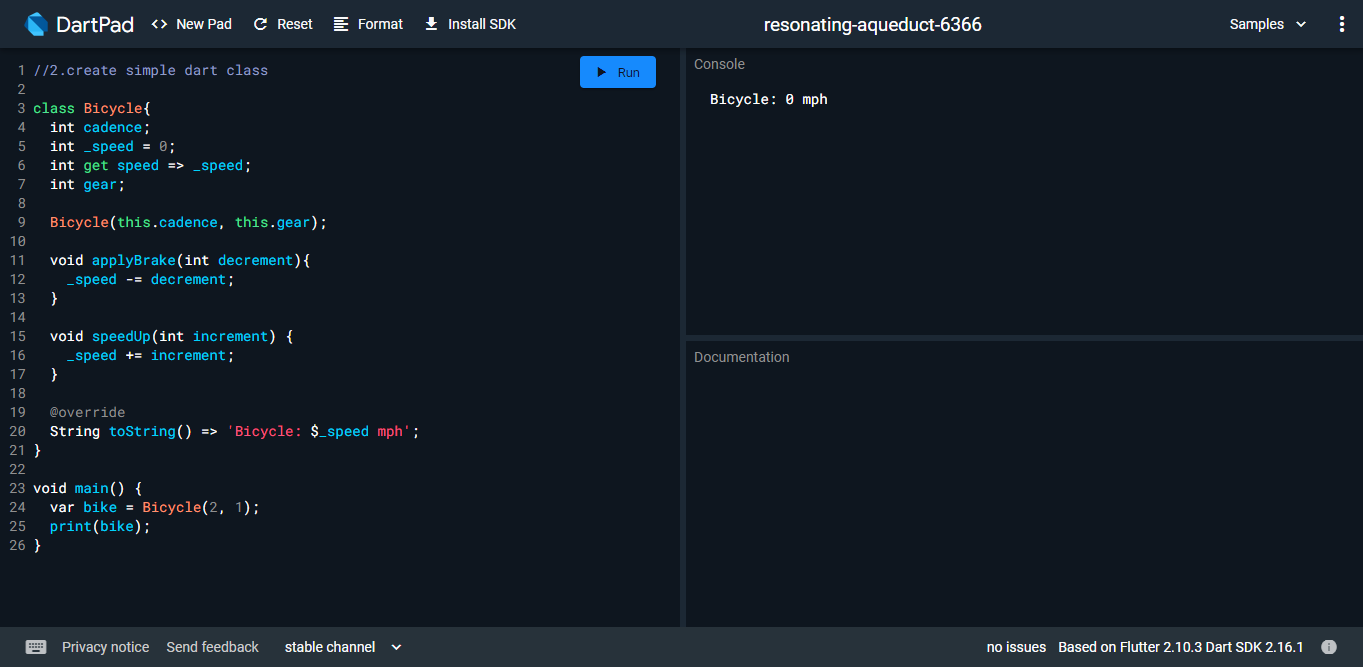 DartPad <> New Pad Reset Format Install SDK resonating-aqueduct-6366 Samples
1 //2.create simple dart class
2
3 class Bicycle{
4   int cadence;
5   int _speed = 0;
6   int get speed => _speed;
7   int gear;
8
9   Bicycle(this.cadence, this.gear);
10
11   void applyBrake(int decrement){
12     _speed -= decrement;
13   }
14
15   void speedUp(int increment) {
16     _speed += increment;
17   }
18
19   @override
20   String toString() => 'Bicycle: $_speed mph';
21 }
22
23 void main() {
24   var bike = Bicycle(2, 1);
25   print(bike);
26 }
Run
Console
Bicycle: 0 mph
Documentation
Privacy notice Send feedback stable channel no issues Based on Flutter 2.10.3 Dart SDK 2.16.1